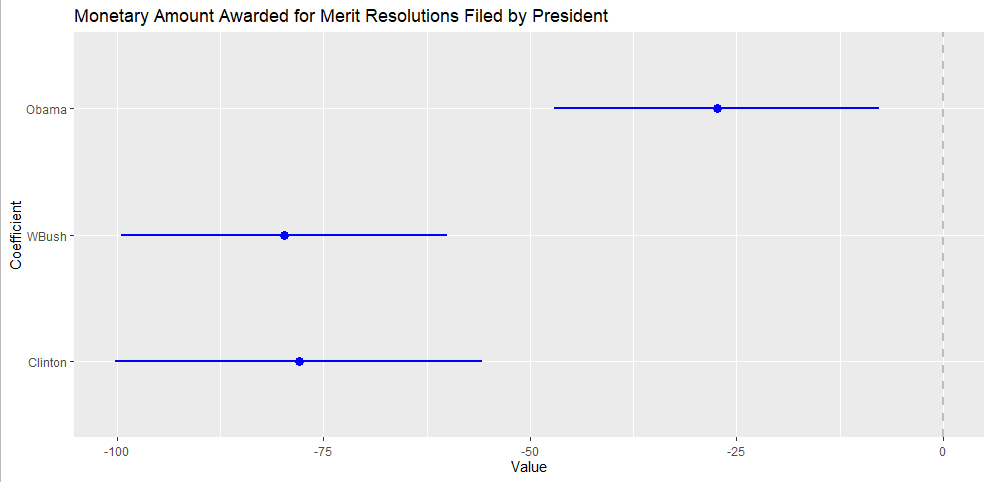 Monetary Amount Awarded for Merit Resolutions Filed by President
Coefficient
Obama
WBush
Clinton
-100
-75
-50
-25
0
Value